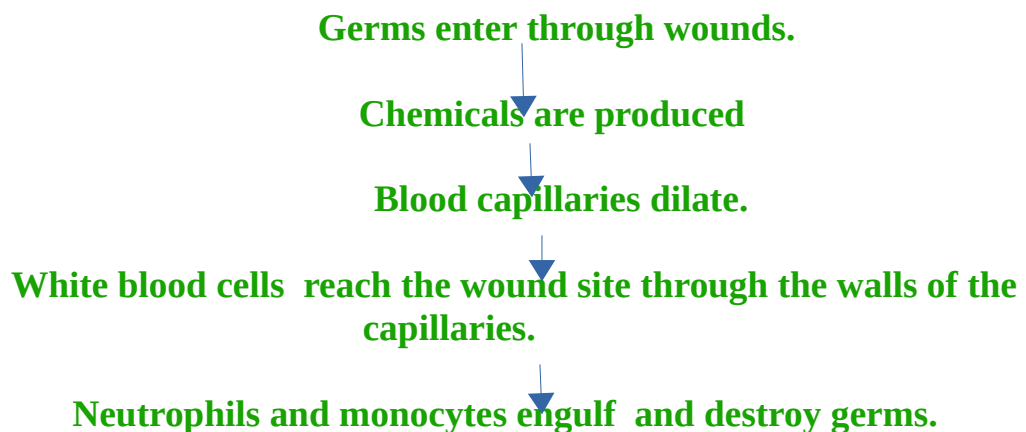 Germs enter through wounds.
Chemicals are produced
Blood capillaries dilate.
White blood cells reach the wound site through the walls of the
capillaries.
Neutrophils and monocytes engulf and destroy germs.